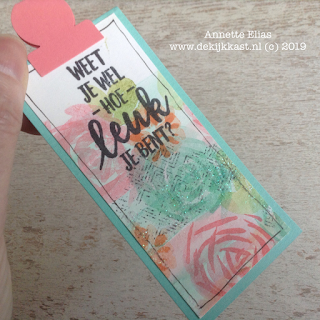 Annette Elias
www.dekijkkast.nl (c) 2019
WEET
JE WEL
- HOE -
leuk
JE BENT?